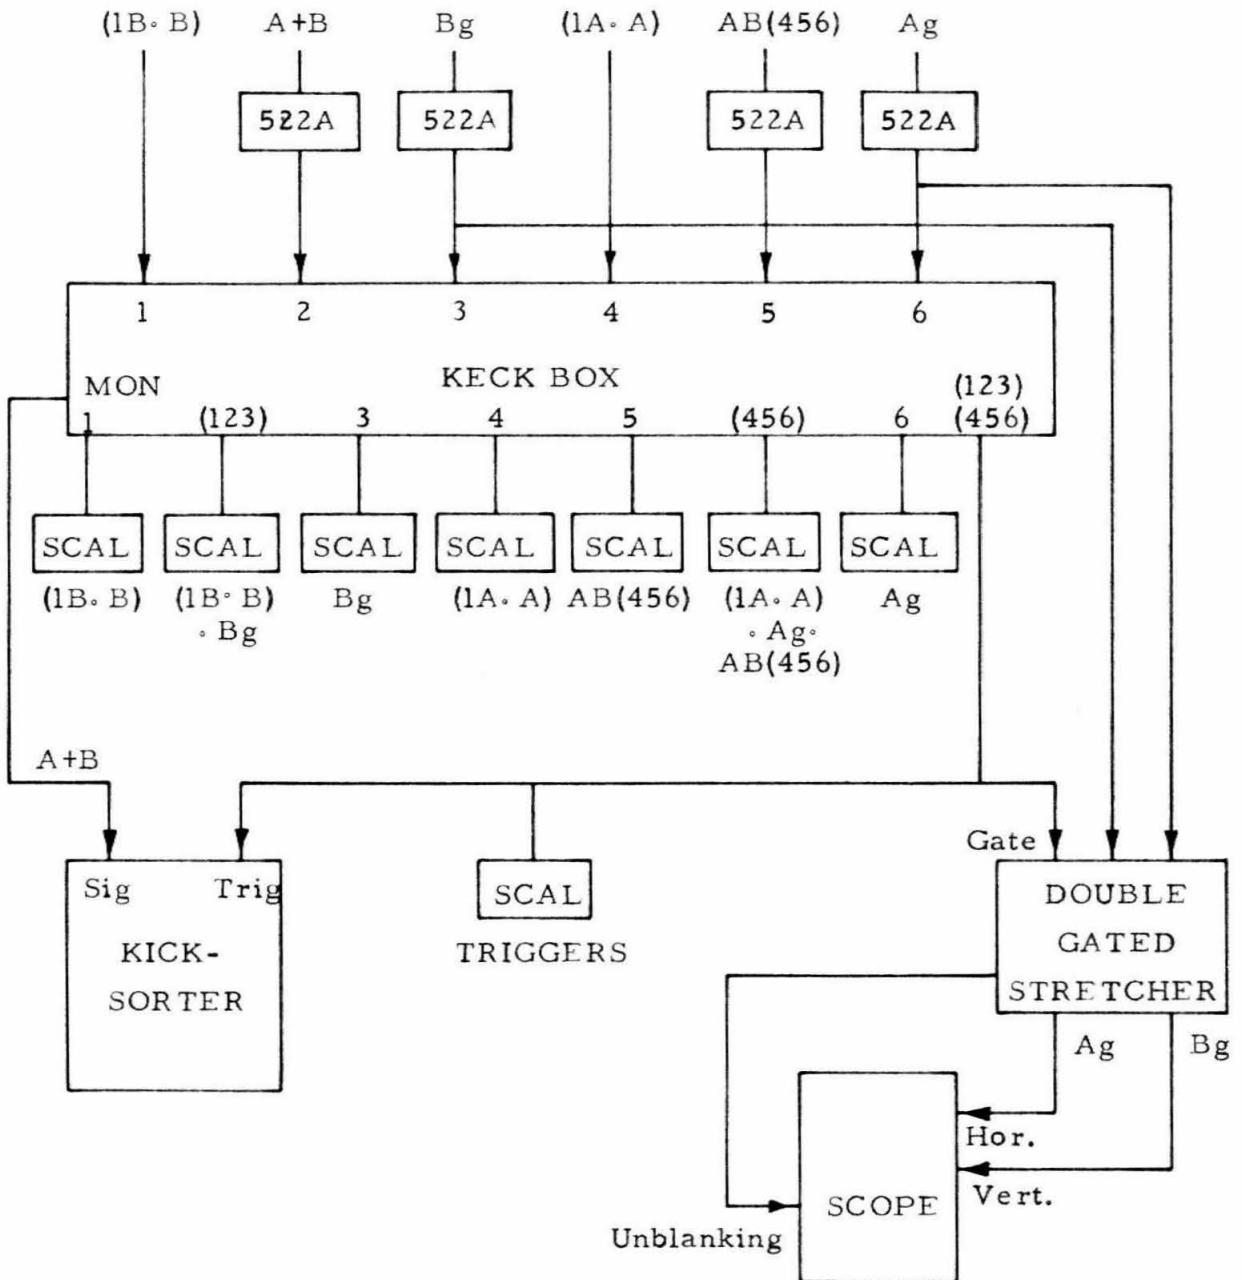 (1B∘B) A+B Bg (1A∘A) AB(456) Ag
522A 522A 522A 522A
1 2 3 4 5 6
KECK BOX
MON
(123)
1 (123) 3 4 5 (456) 6 (456)
SCAL SCAL SCAL SCAL SCAL SCAL SCAL
(1B∘B) (1B∘B) Bg (1A∘A) AB(456) (1A∘A) Ag
∘Bg ∘Ag∘
AB(456)
A+B
Gate
Sig Trig
KICK-
SORTER
SCAL
TRIGGERS
DOUBLE
GATED
STRETCHER
Ag Bg
Hor.
Vert.
SCOPE
Unblanking